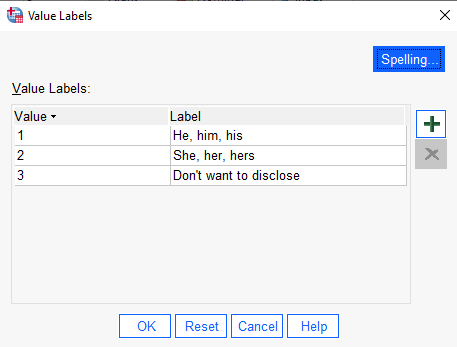 Value Labels
Spelling...
Value Labels:
Value Label
1 He, him, his
2 She, her, hers
3 Don't want to disclose
OK Reset Cancel Help